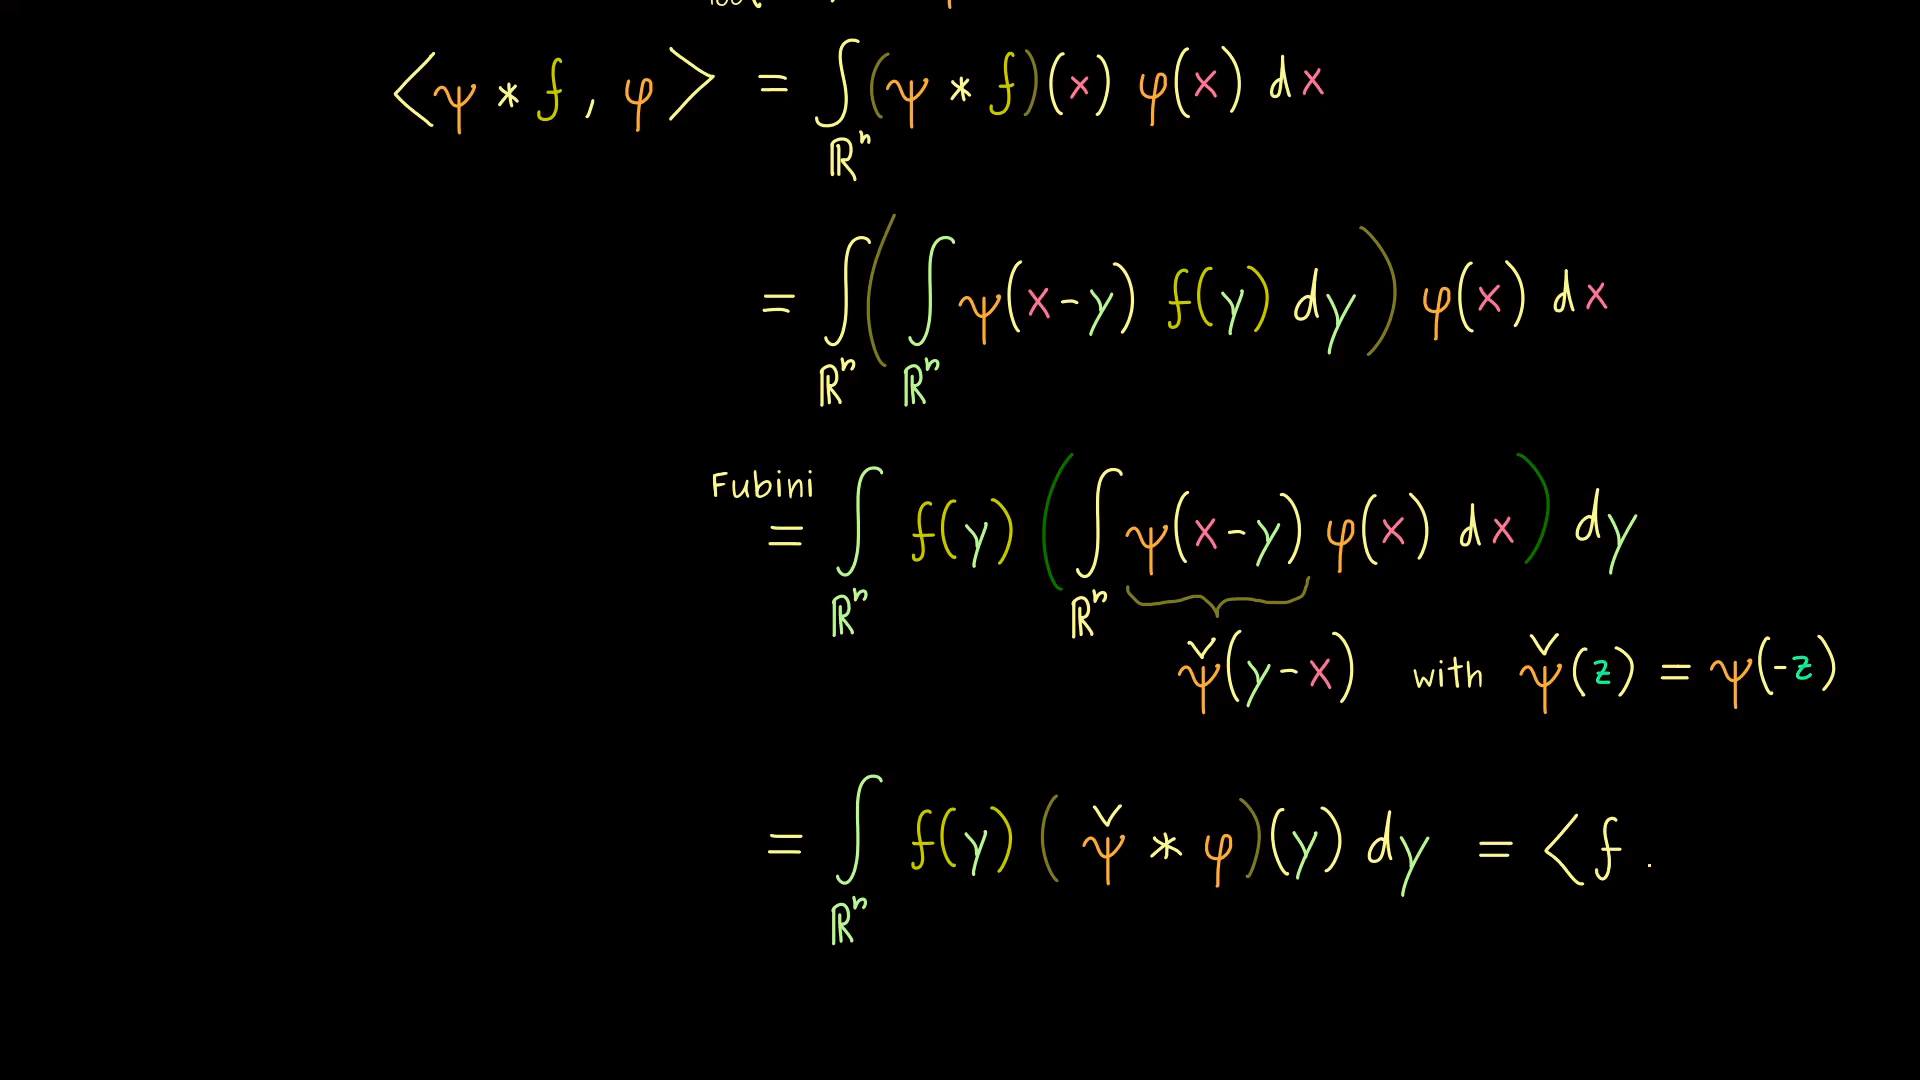 <ψ * f, φ> = ∫_{ℝⁿ} (ψ * f)(x) φ(x) dx
= ∫_{ℝⁿ} ( ∫_{ℝⁿ} ψ(x-y) f(y) dy ) φ(x) dx
Fubini
= ∫_{ℝⁿ} f(y) ( ∫_{ℝⁿ} ψ(x-y) φ(x) dx ) dy
ψ̌(y-x) with ψ̌(z) = ψ(-z)
= ∫_{ℝⁿ} f(y) ( ψ̌ * φ )(y) dy = <f